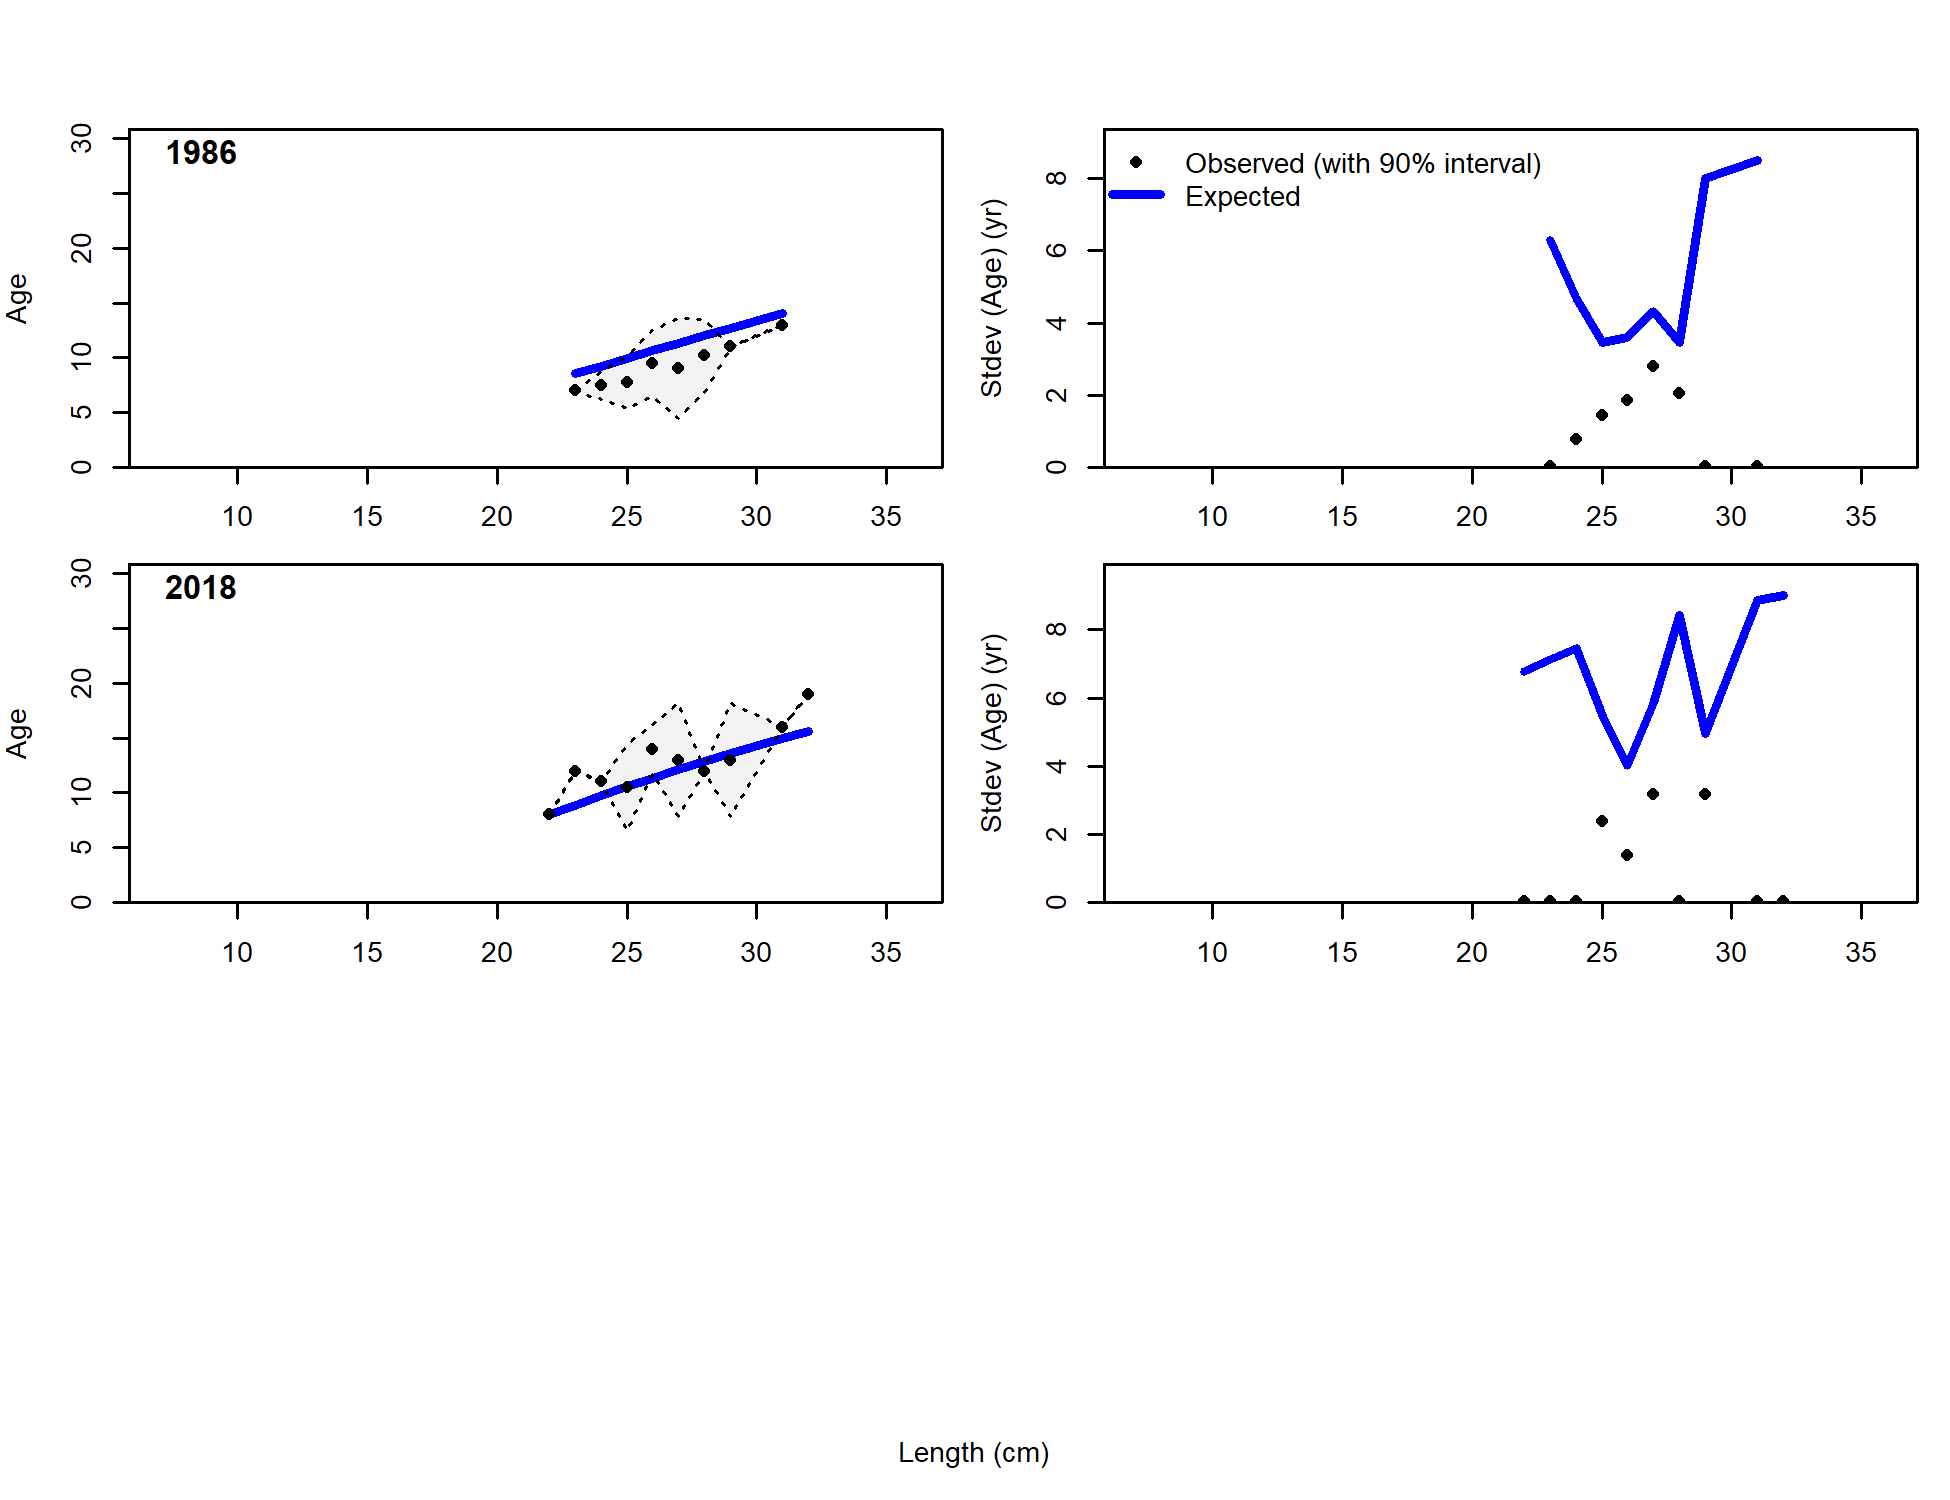 1986
Age
0 5 10 20 30
10 15 20 25 30 35
Observed (with 90% interval)
Expected
Stdev (Age) (yr)
0 2 4 6 8
10 15 20 25 30 35
2018
Age
0 5 10 20 30
10 15 20 25 30 35
Stdev (Age) (yr)
0 2 4 6 8
10 15 20 25 30 35
Length (cm)